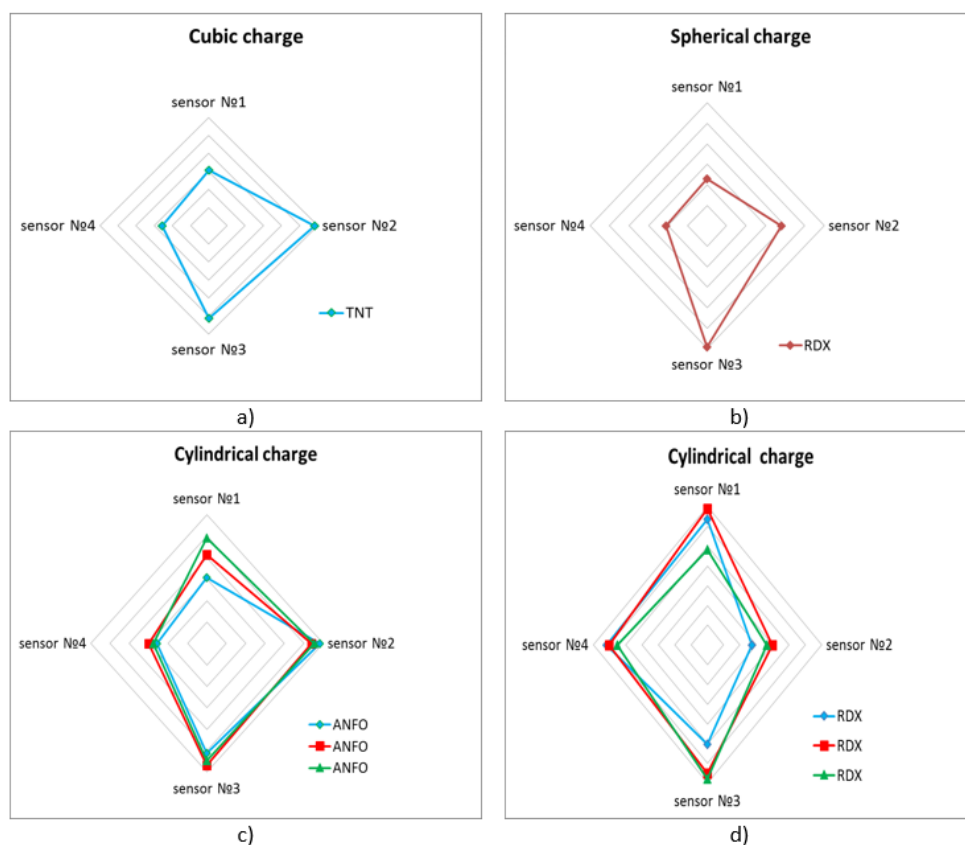 Cubic charge
sensor №1
sensor №4
sensor №2
TNT
sensor №3
a)
Spherical charge
sensor №1
sensor №4
sensor №2
RDX
sensor №3
b)
Cylindrical charge
sensor №1
sensor №4
sensor №2
ANFO
ANFO
ANFO
sensor №3
c)
Cylindrical charge
sensor №1
sensor №4
sensor №2
RDX
RDX
RDX
sensor №3
d)